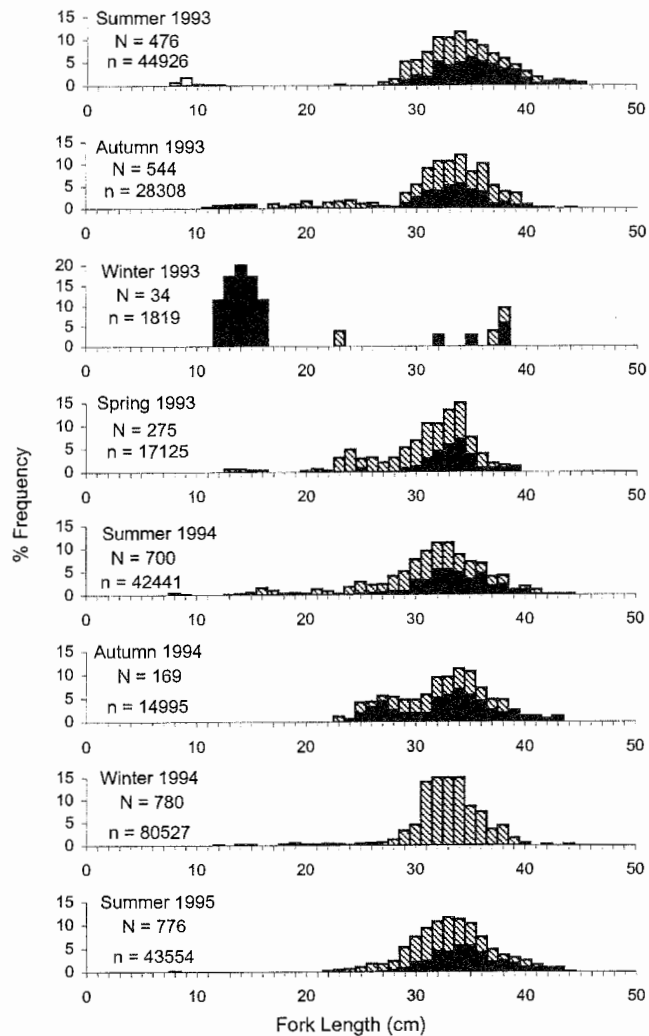 15
Summer 1993
10
N = 476
5
n = 44926
0
0 10 20 30 40 50
15
Autumn 1993
10
N = 544
5
n = 28308
0
0 10 20 30 40 50
20
Winter 1993
15
N = 34
10
n = 1819
5
0
0 10 20 30 40 50
15
Spring 1993
10
N = 275
5
n = 17125
0
0 10 20 30 40 50
% Frequency
15
Summer 1994
10
N = 700
5
n = 42441
0
0 10 20 30 40 50
15
Autumn 1994
10
N = 169
5
n = 14995
0
0 10 20 30 40 50
15
Winter 1994
10
N = 780
5
n = 80527
0
0 10 20 30 40 50
15
Summer 1995
10
N = 776
5
n = 43554
0
0 10 20 30 40 50
Fork Length (cm)